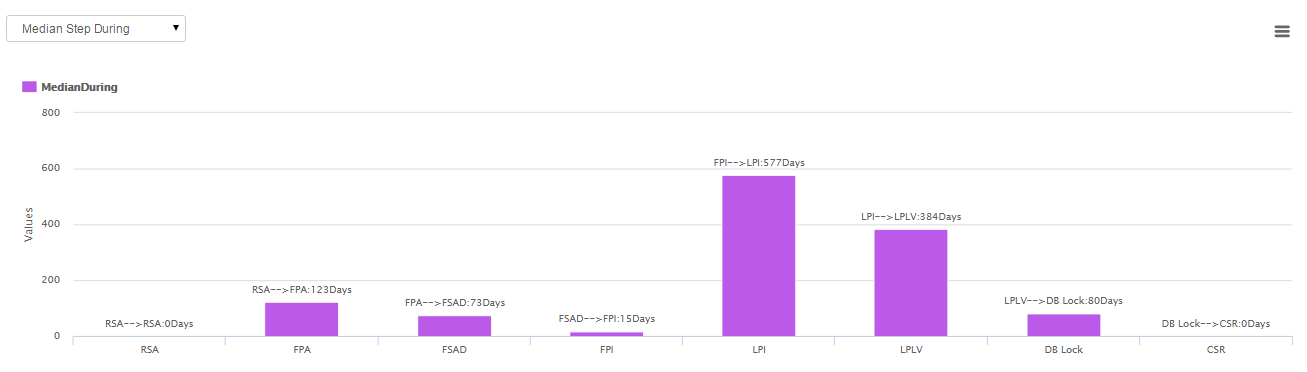 Median Step During
MedianDuring
800
600
400
200
0
Values
RSA-->RSA:0Days
RSA-->FPA:123Days
FPA-->FSAD:73Days
FSAD-->FPI:15Days
FPI-->LPI:577Days
LPI-->LPLV:384Days
LPLV-->DB Lock:80Days
DB Lock-->CSR:0Days
RSA
FPA
FSAD
FPI
LPI
LPLV
DB Lock
CSR